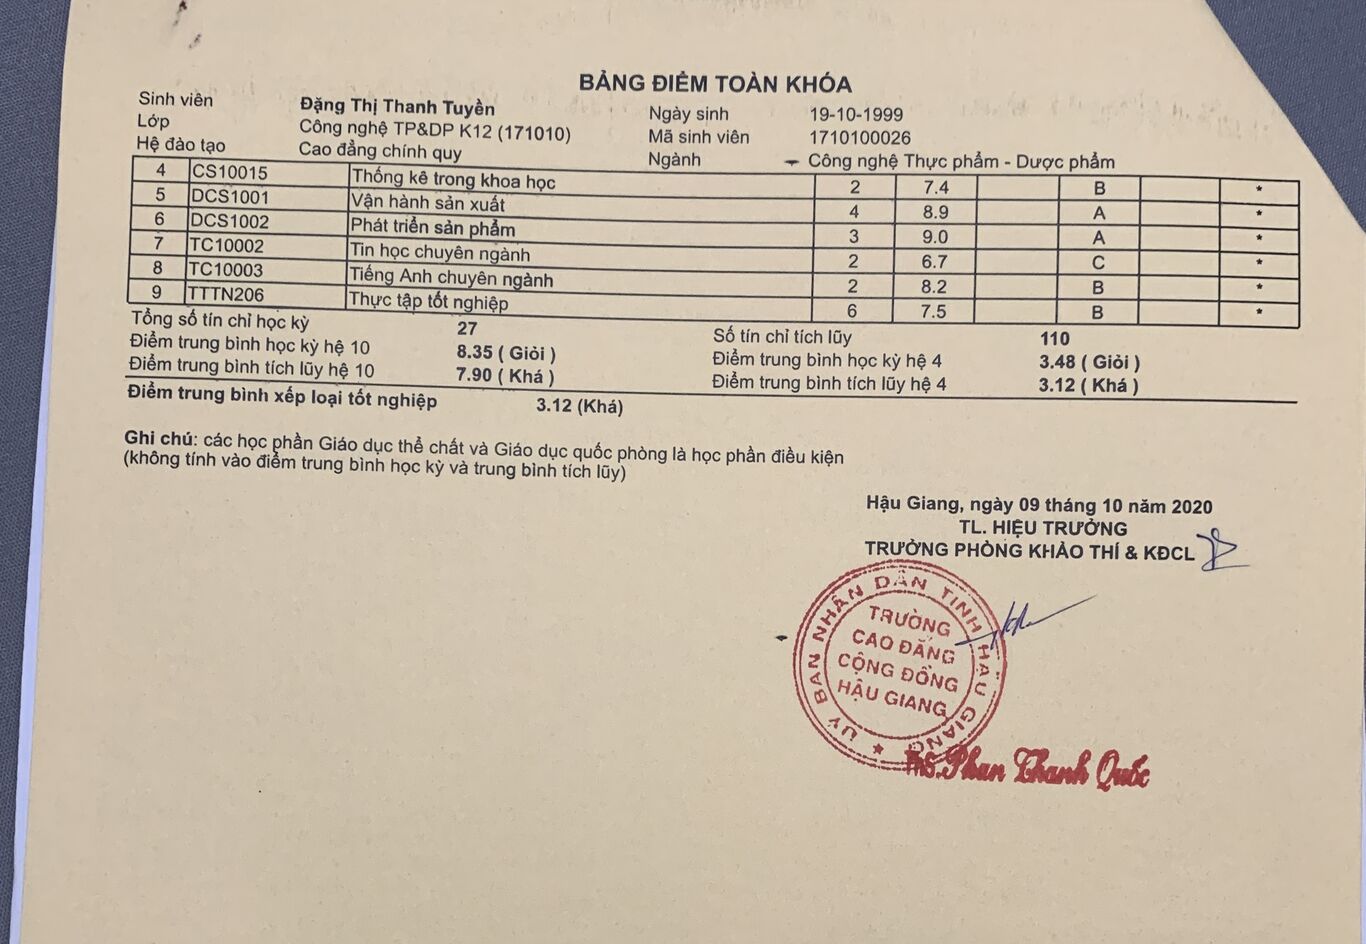 BẢNG ĐIỂM TOÀN KHÓA
Sinh viên Đặng Thị Thanh Tuyền Ngày sinh 19-10-1999
Lớp Công nghệ TP&DP K12 (171010) Mã sinh viên 1710100026
Hệ đào tạo Cao đẳng chính quy Ngành Công nghệ Thực phẩm - Dược phẩm
4 CS10015 Thống kê trong khoa học 2 7.4 B *
5 DCS1001 Vận hành sản xuất 4 8.9 A *
6 DCS1002 Phát triển sản phẩm 3 9.0 A *
7 TC10002 Tin học chuyên ngành 2 6.7 C *
8 TC10003 Tiếng Anh chuyên ngành 2 8.2 B *
9 TTTN206 Thực tập tốt nghiệp 6 7.5 B *
Tổng số tín chỉ học kỳ 27 Số tín chỉ tích lũy 110
Điểm trung bình học kỳ hệ 10 8.35 ( Giỏi ) Điểm trung bình học kỳ hệ 4 3.48 ( Giỏi )
Điểm trung bình tích lũy hệ 10 7.90 ( Khá ) Điểm trung bình tích lũy hệ 4 3.12 ( Khá )
Điểm trung bình xếp loại tốt nghiệp 3.12 (Khá)
Ghi chú: các học phần Giáo dục thể chất và Giáo dục quốc phòng là học phần điều kiện
(không tính vào điểm trung bình học kỳ và trung bình tích lũy)
Hậu Giang, ngày 09 tháng 10 năm 2020
TL. HIỆU TRƯỞNG
TRƯỞNG PHÒNG KHẢO THÍ & KĐCL
ỦY BAN NHÂN DÂN TỈNH HẬU GIANG
TRƯỜNG
CAO ĐẲNG
CỘNG ĐỒNG
HẬU GIANG
ThS. Phan Thanh Quốc